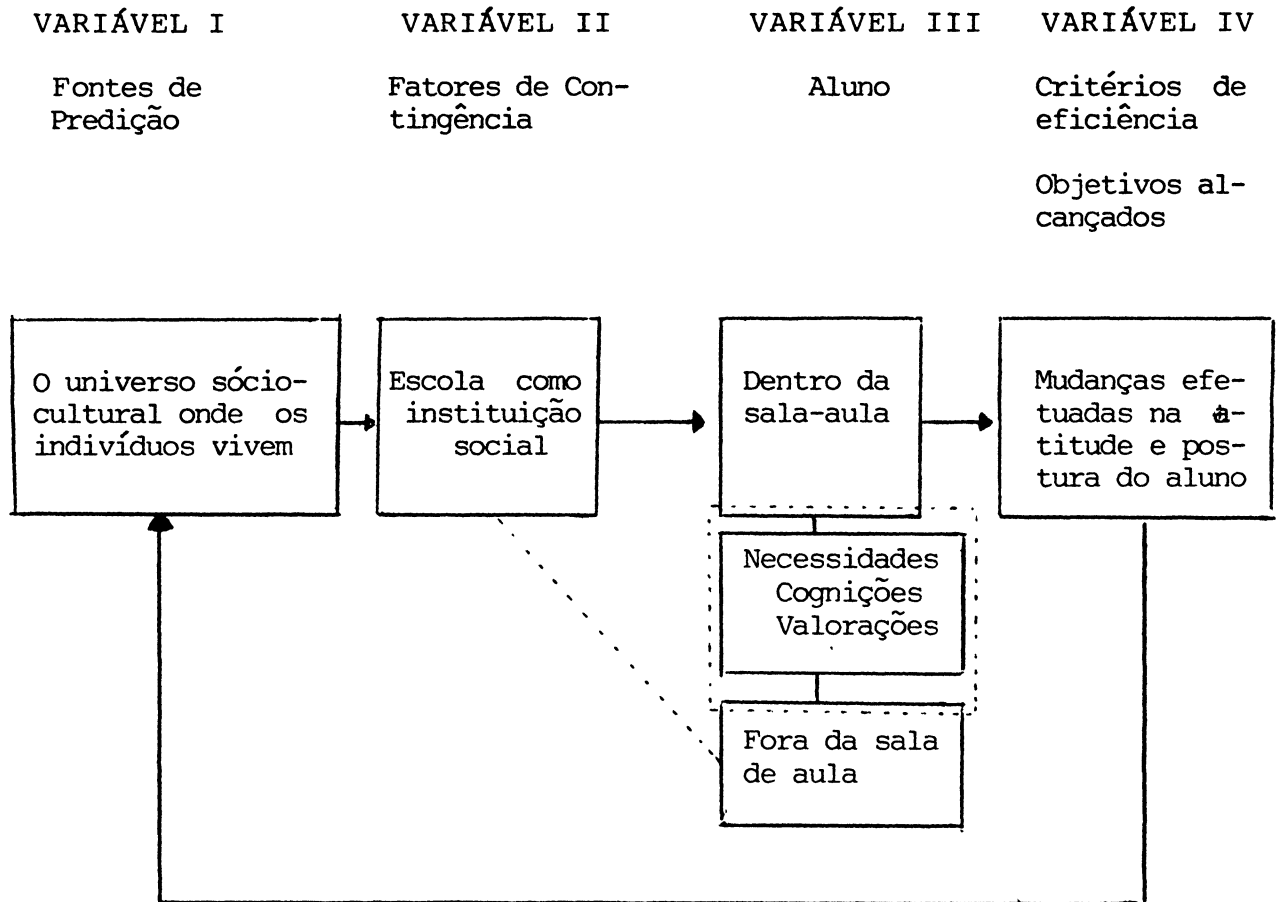 VARIÁVEL I
VARIÁVEL II
VARIÁVEL III
VARIÁVEL IV
Fontes de
Predição
Fatores de Con-
tingência
Aluno
Critérios de
eficiência
Objetivos al-
cançados
O universo sócio-
cultural onde os
indivíduos vivem
Escola como
instituição
social
Dentro da
sala-aula
Mudanças efe-
tuadas na a-
titude e pos-
tura do aluno
Necessidades
Cognições
Valorações
Fora da sala
de aula